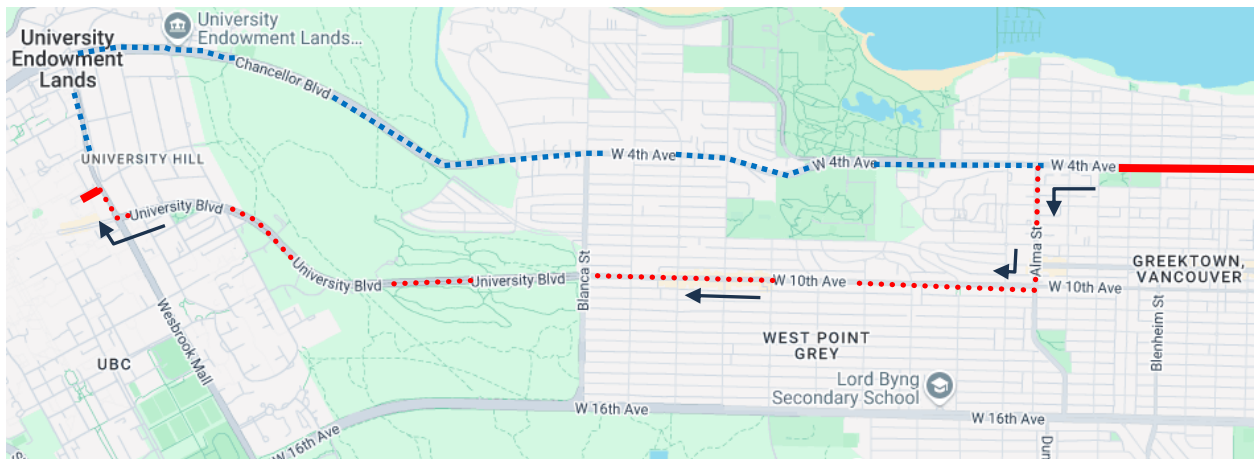 University
Endowment
Lands
University
Endowment Lands...
Chancellor Blvd
W 4th Ave
W 4th Ave
W 4th Ave
UNIVERSITY HILL
University Blvd
University Blvd
University Blvd
Blanca St
W 10th Ave
Alma St
W 10th Ave
GREEKTOWN,
VANCOUVER
Blenheim St
Wesbrook Mall
UBC
WEST POINT
GREY
Lord Byng
Secondary School
W 16th Ave
W 16th Ave
W 16th Ave